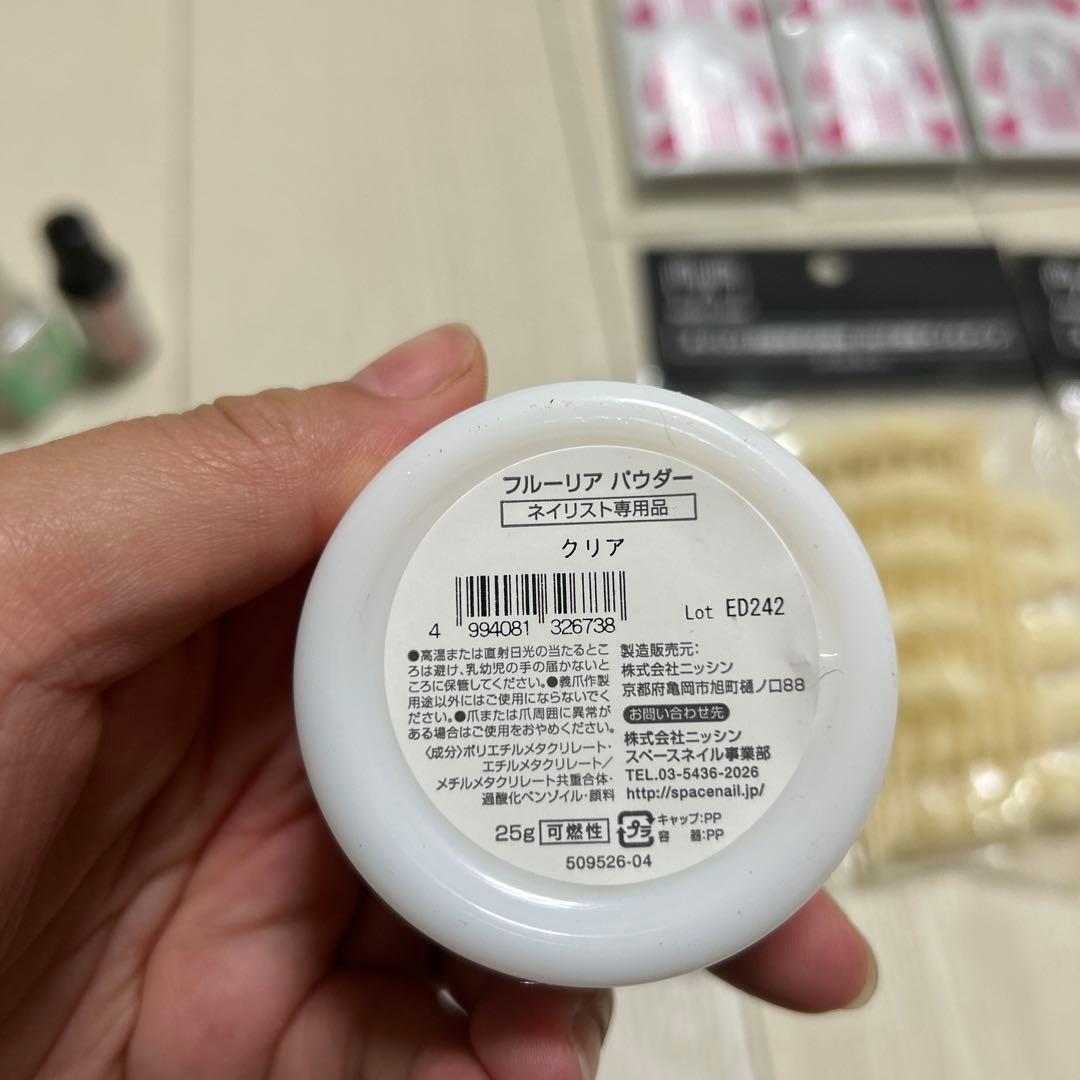 フルーリア パウダー
ネイリスト専用品
クリア
4 994081 326738
Lot ED242
●高温または直射日光の当たるとこ
ろは避け、乳幼児の手の届かないと
ころに保管してください。●義爪作製
用途以外にはご使用にならないでく
ださい。●爪または爪周囲に異常が
ある場合はご使用をおやめください。
〈成分〉ポリエチルメタクリレート・
エチルメタクリレート/
メチルメタクリレート共重合体・
過酸化ベンゾイル・顔料
製造販売元:
株式会社ニッシン
京都府亀岡市旭町樋ノ口88
お問い合わせ先
株式会社ニッシン
スペースネイル事業部
TEL.03-5436-2026
http://spacenail.jp/
25g 可燃性
プラ
キャップ:PP
容 器:PP
509526-04